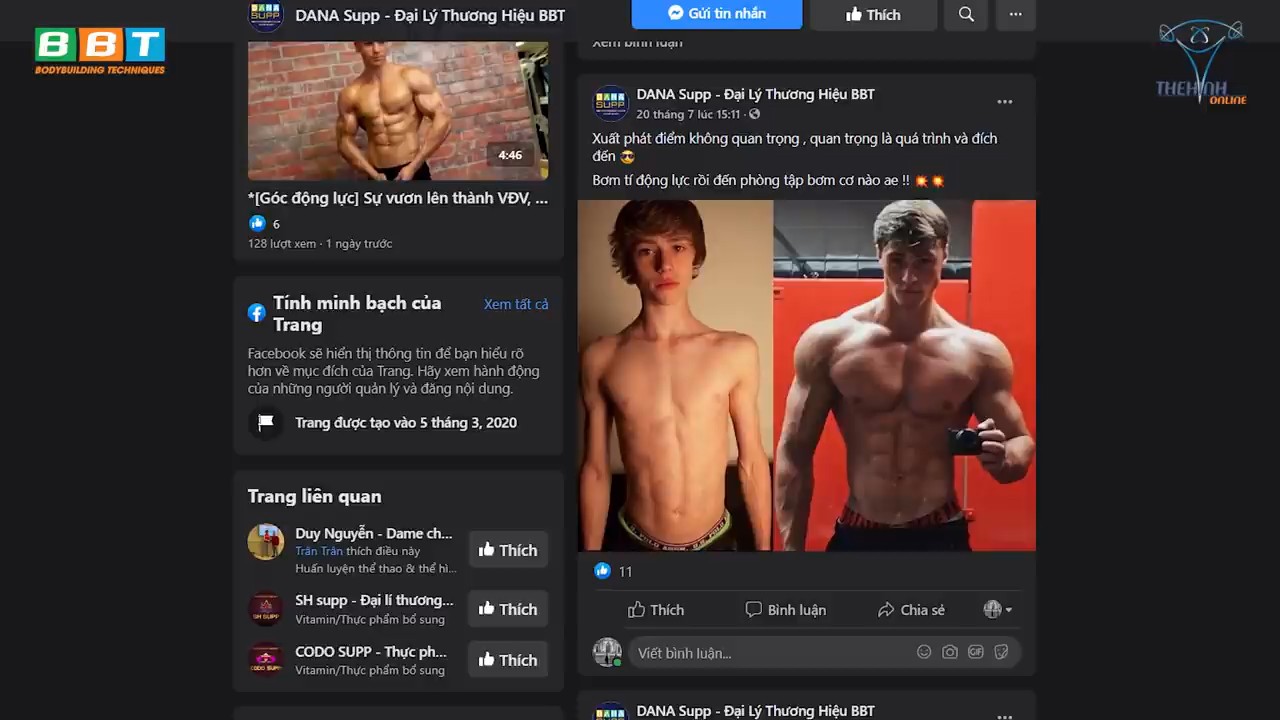 DANA Supp - Đại Lý Thương Hiệu BBT
Gửi tin nhắn
Thích
BBT
BODYBUILDING TECHNIQUES
THEHINH
ONLINE
4:46
*[Góc động lực] Sự vươn lên thành VĐV, ...
6
128 lượt xem · 1 ngày trước
Tính minh bạch của
Trang
Xem tất cả
Facebook sẽ hiển thị thông tin để bạn hiểu rõ
hơn về mục đích của Trang. Hãy xem hành động
của những người quản lý và đăng nội dung.
Trang được tạo vào 5 tháng 3, 2020
Trang liên quan
Duy Nguyễn - Dame ch...
Trấn Trân thích điều này
Huấn luyện thể thao & thể hì...
Thích
SH supp - Đại lí thương...
Vitamin/Thực phẩm bổ sung
Thích
CODO SUPP - Thực ph...
Vitamin/Thực phẩm bổ sung
Thích
Xem bình luận
DANA Supp - Đại Lý Thương Hiệu BBT
20 tháng 7 lúc 15:11 ·
Xuất phát điểm không quan trọng , quan trọng là quá trình và đích
đến 😎
Bơm tí động lực rồi đến phòng tập bơm cơ nào ae !! 💥💥
11
Thích
Bình luận
Chia sẻ
Viết bình luận...
GIF
DANA Supp - Đại Lý Thương Hiệu BBT